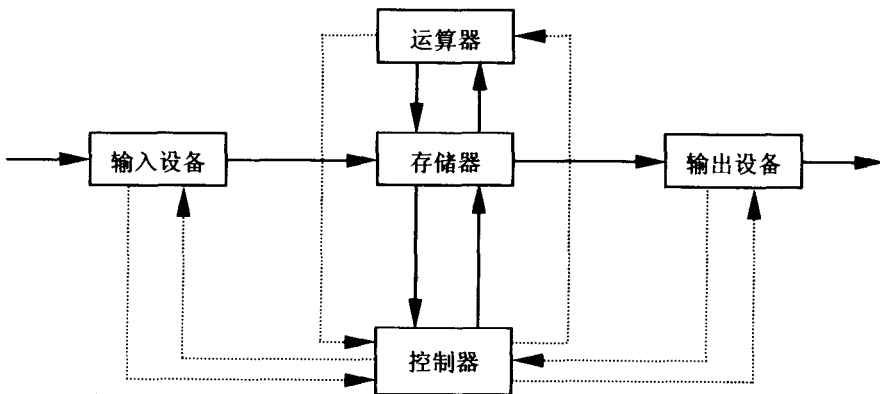 运算器
输入设备
存储器
输出设备
控制器